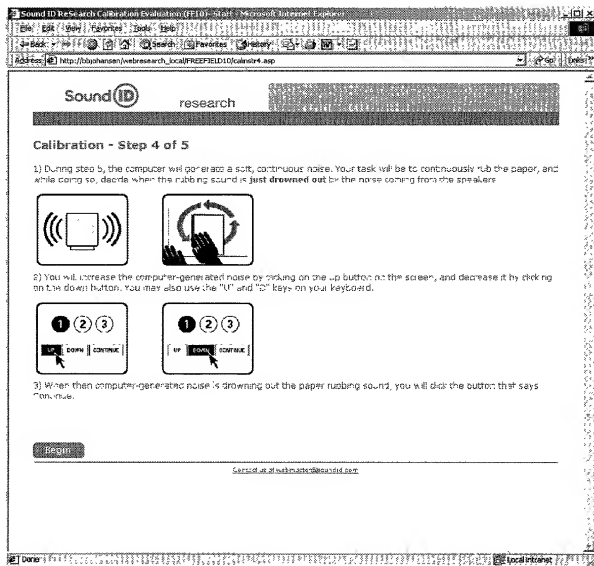 Sound ID ReSearch Calibration Evaluation (FF10)- Start - Microsoft Internet Explorer
File Edit View Favorites Tools Help
Back Search Favorites History
Address http://bbjohansen/webresearch_local/FREEFIELD10/calinstr4.asp Go Links
Sound ID research
Calibration - Step 4 of 5
1) During step 5, the computer will generate a soft, continuous noise. Your task will be to continuously rub the paper, and
while doing so, decide when the rubbing sound is just drowned out by the noise coming from the speakers
2) You will increase the computer-generated noise by clicking on the up button on the screen, and decrease it by clicking
on the down button. You may also use the "U" and "D" keys on your keyboard.
1 2 3
UP DOWN CONTINUE
1 2 3
UP DOWN CONTINUE
3) When then computer-generated noise is drowning out the paper rubbing sound, you will click the button that says
Continue.
Begin
Contact us at webmaster@soundid.com
Done Local intranet